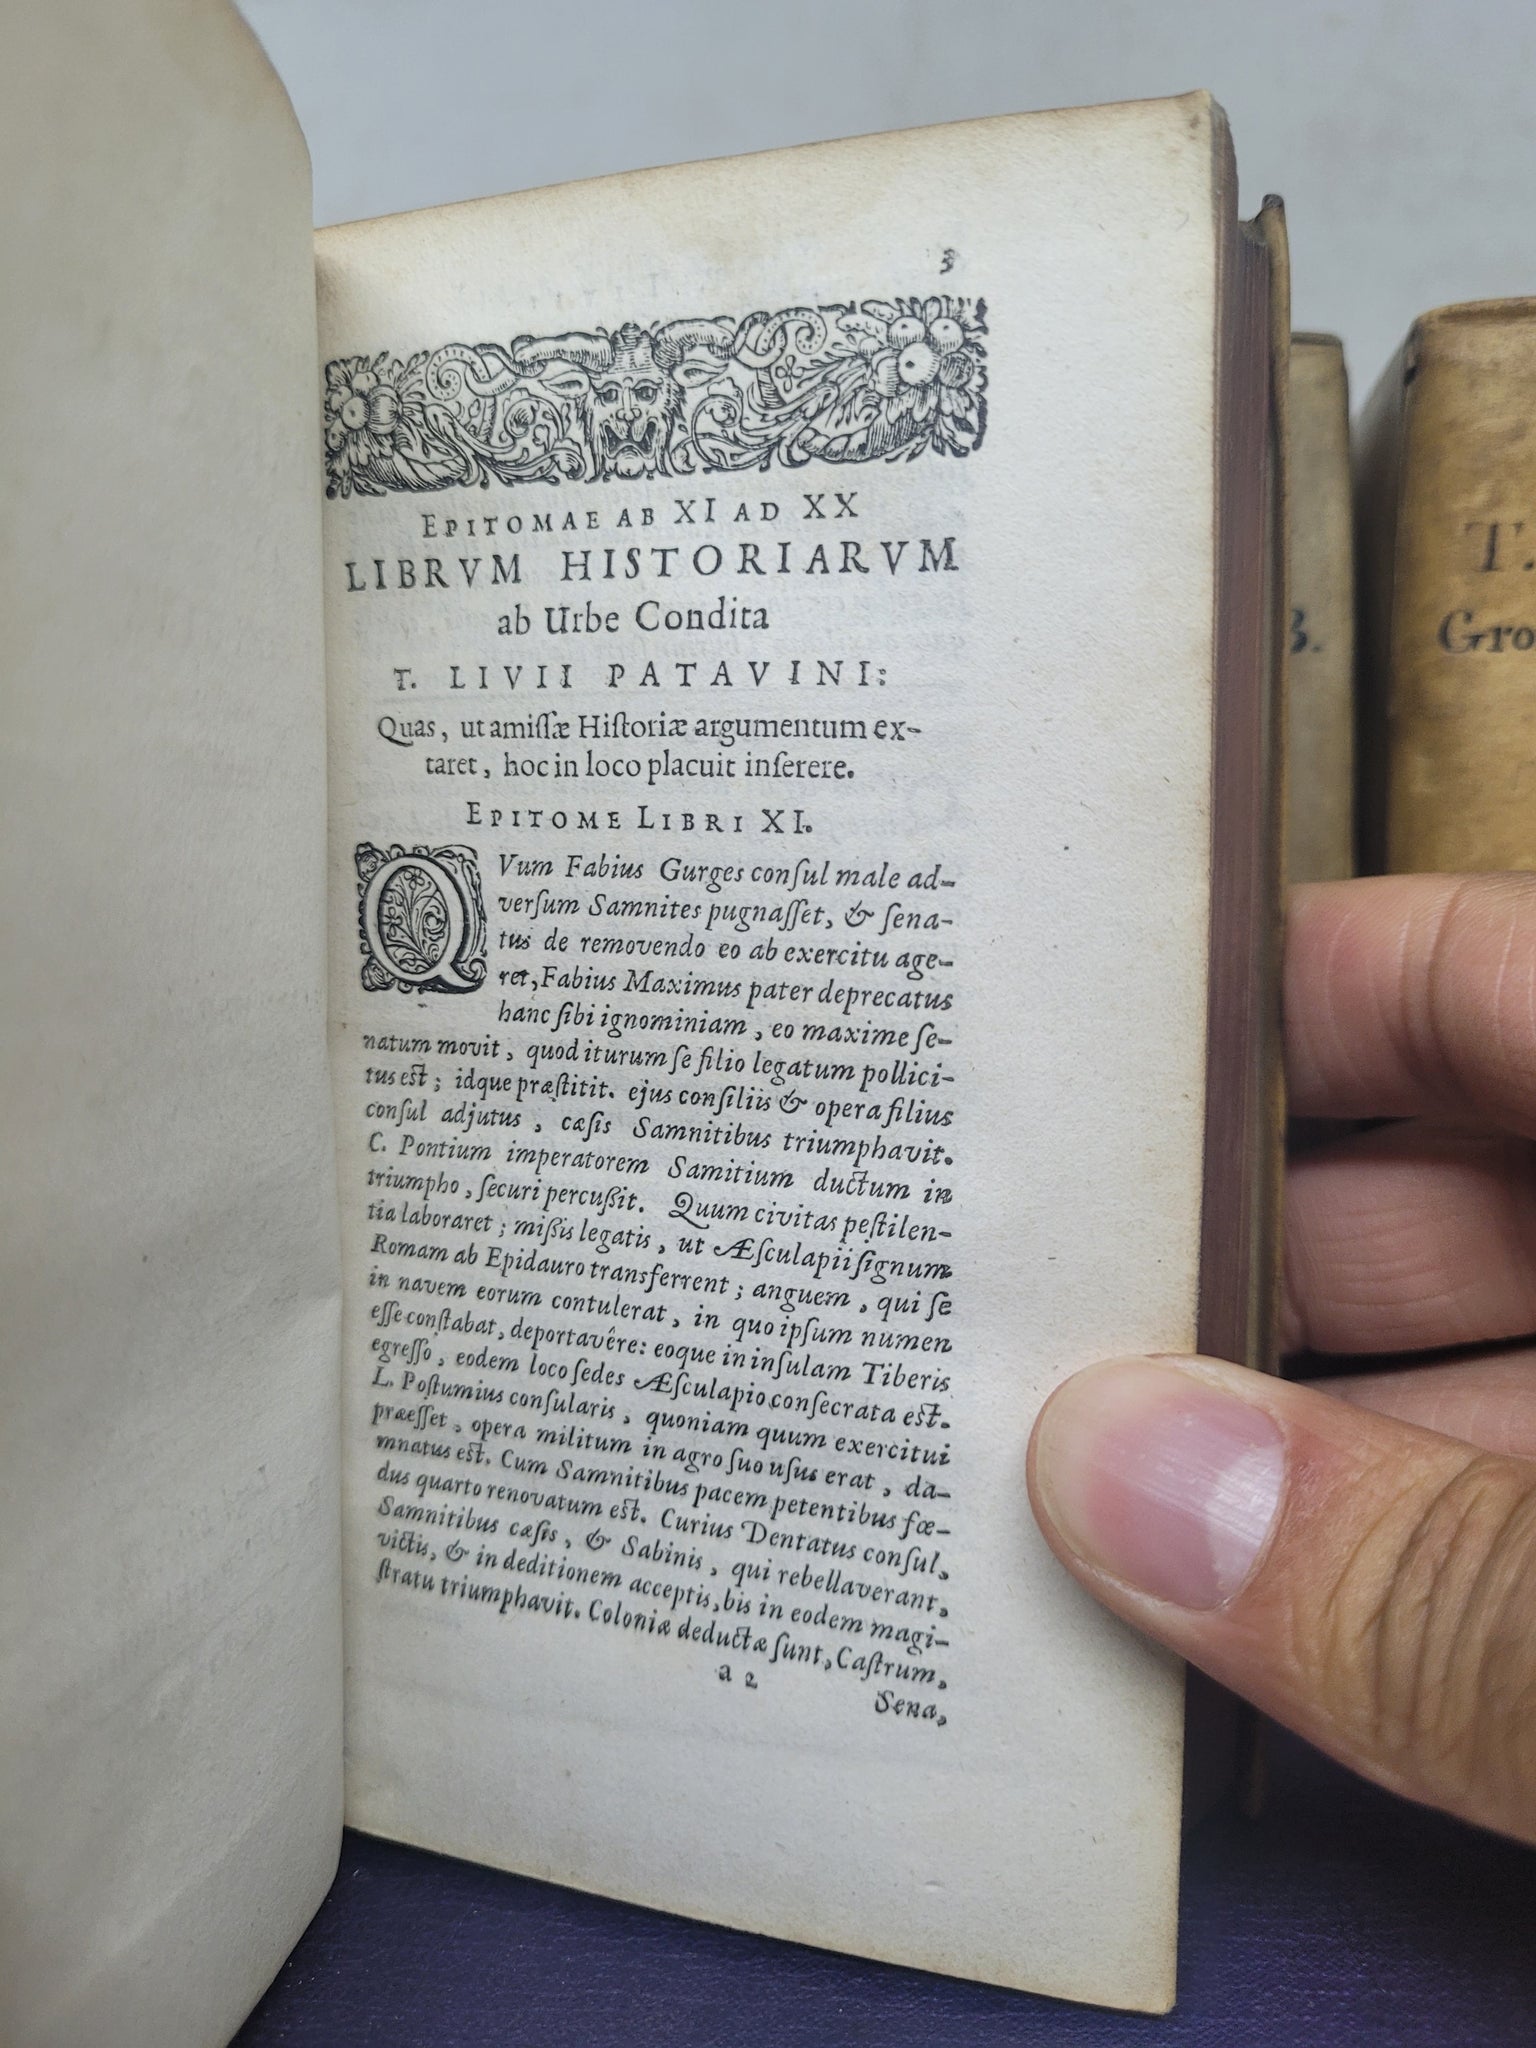 3
EPITOMAE AB XI AD XX
LIBRVM HISTORIARVM
ab Urbe Condita
T. LIVII PATAVINI:
Quas, ut amiſſæ Hiſtoriæ argumentum ex-
taret, hoc in loco placuit inſerere.
EPITOME LIBRI XI.
QVum Fabius Gurges conſul male ad-
verſum Samnites pugnaſſet, & ſena-
tus de removendo eo ab exercitu age-
ret, Fabius Maximus pater deprecatus
hanc ſibi ignominiam, eo maxime ſe-
natum movit, quod iturum ſe filio legatum pollici-
tus est; idque præſtitit. ejus conſiliis & opera filius
conſul adjutus, cæſis Samnitibus triumphavit.
C. Pontium imperatorem Samitium ductum in
triumpho, ſecuri percußit. Quum civitas peſtilen-
tia laboraret; mißis legatis, ut Æſculapii ſignum
Romam ab Epidauro transferrent; anguem, qui ſe
in navem eorum contulerat, in quo ipſum numen
eſſe conſtabat, deportavêre: eoque in inſulam Tiberis
egreſſo, eodem loco ſedes Æſculapio conſecrata est.
L. Poſtumius conſularis, quoniam quum exercitui
præeſſet, opera militum in agro ſuo uſus erat, da-
mnatus est. Cum Samnitibus pacem petentibus fœ-
dus quarto renovatum est. Curius Dentatus conſul,
Samnitibus cæſis, & Sabinis, qui rebellaverant,
victis, & in deditionem acceptis, bis in eodem magi-
ſtratu triumphavit. Coloniæ deductæ ſunt, Caſtrum,
a 2
Sena,
B.
T.
Gro